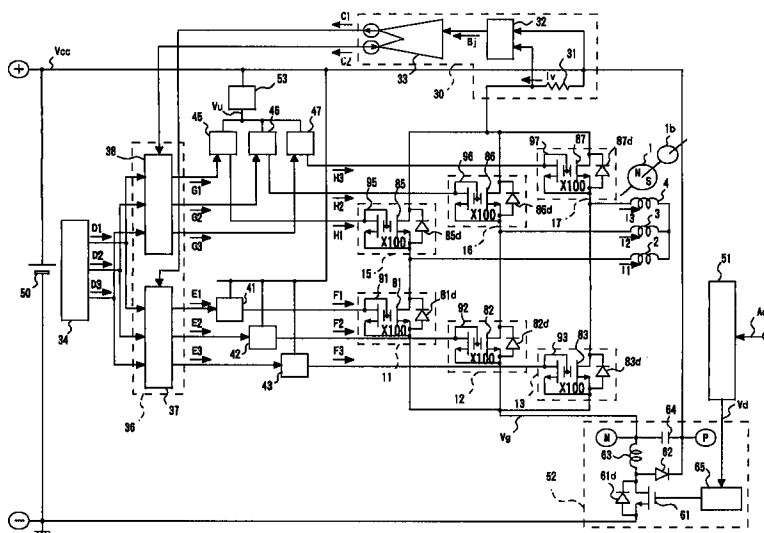 C1
32
31
Vcc
C2
Bj
Iv
33
30
53
Vu
45
46
47
1b
1
N
S
97
87
87d
38
96
86
X100
4
G1
H3
95
85
86d
17
I3
G2
H2
X100
3
G3
H1
16
I2
D1
X100
85d
2
D2
15
I1
51
D3
E1
41
F1
91
81
81d
50
E2
F2
X100
92
82
82d
34
42
93
83
83d
E3
43
F3
11
X100
12
13
X100
36
37
64
Vd
M
P
Vg
63
62
65
52
61d
61